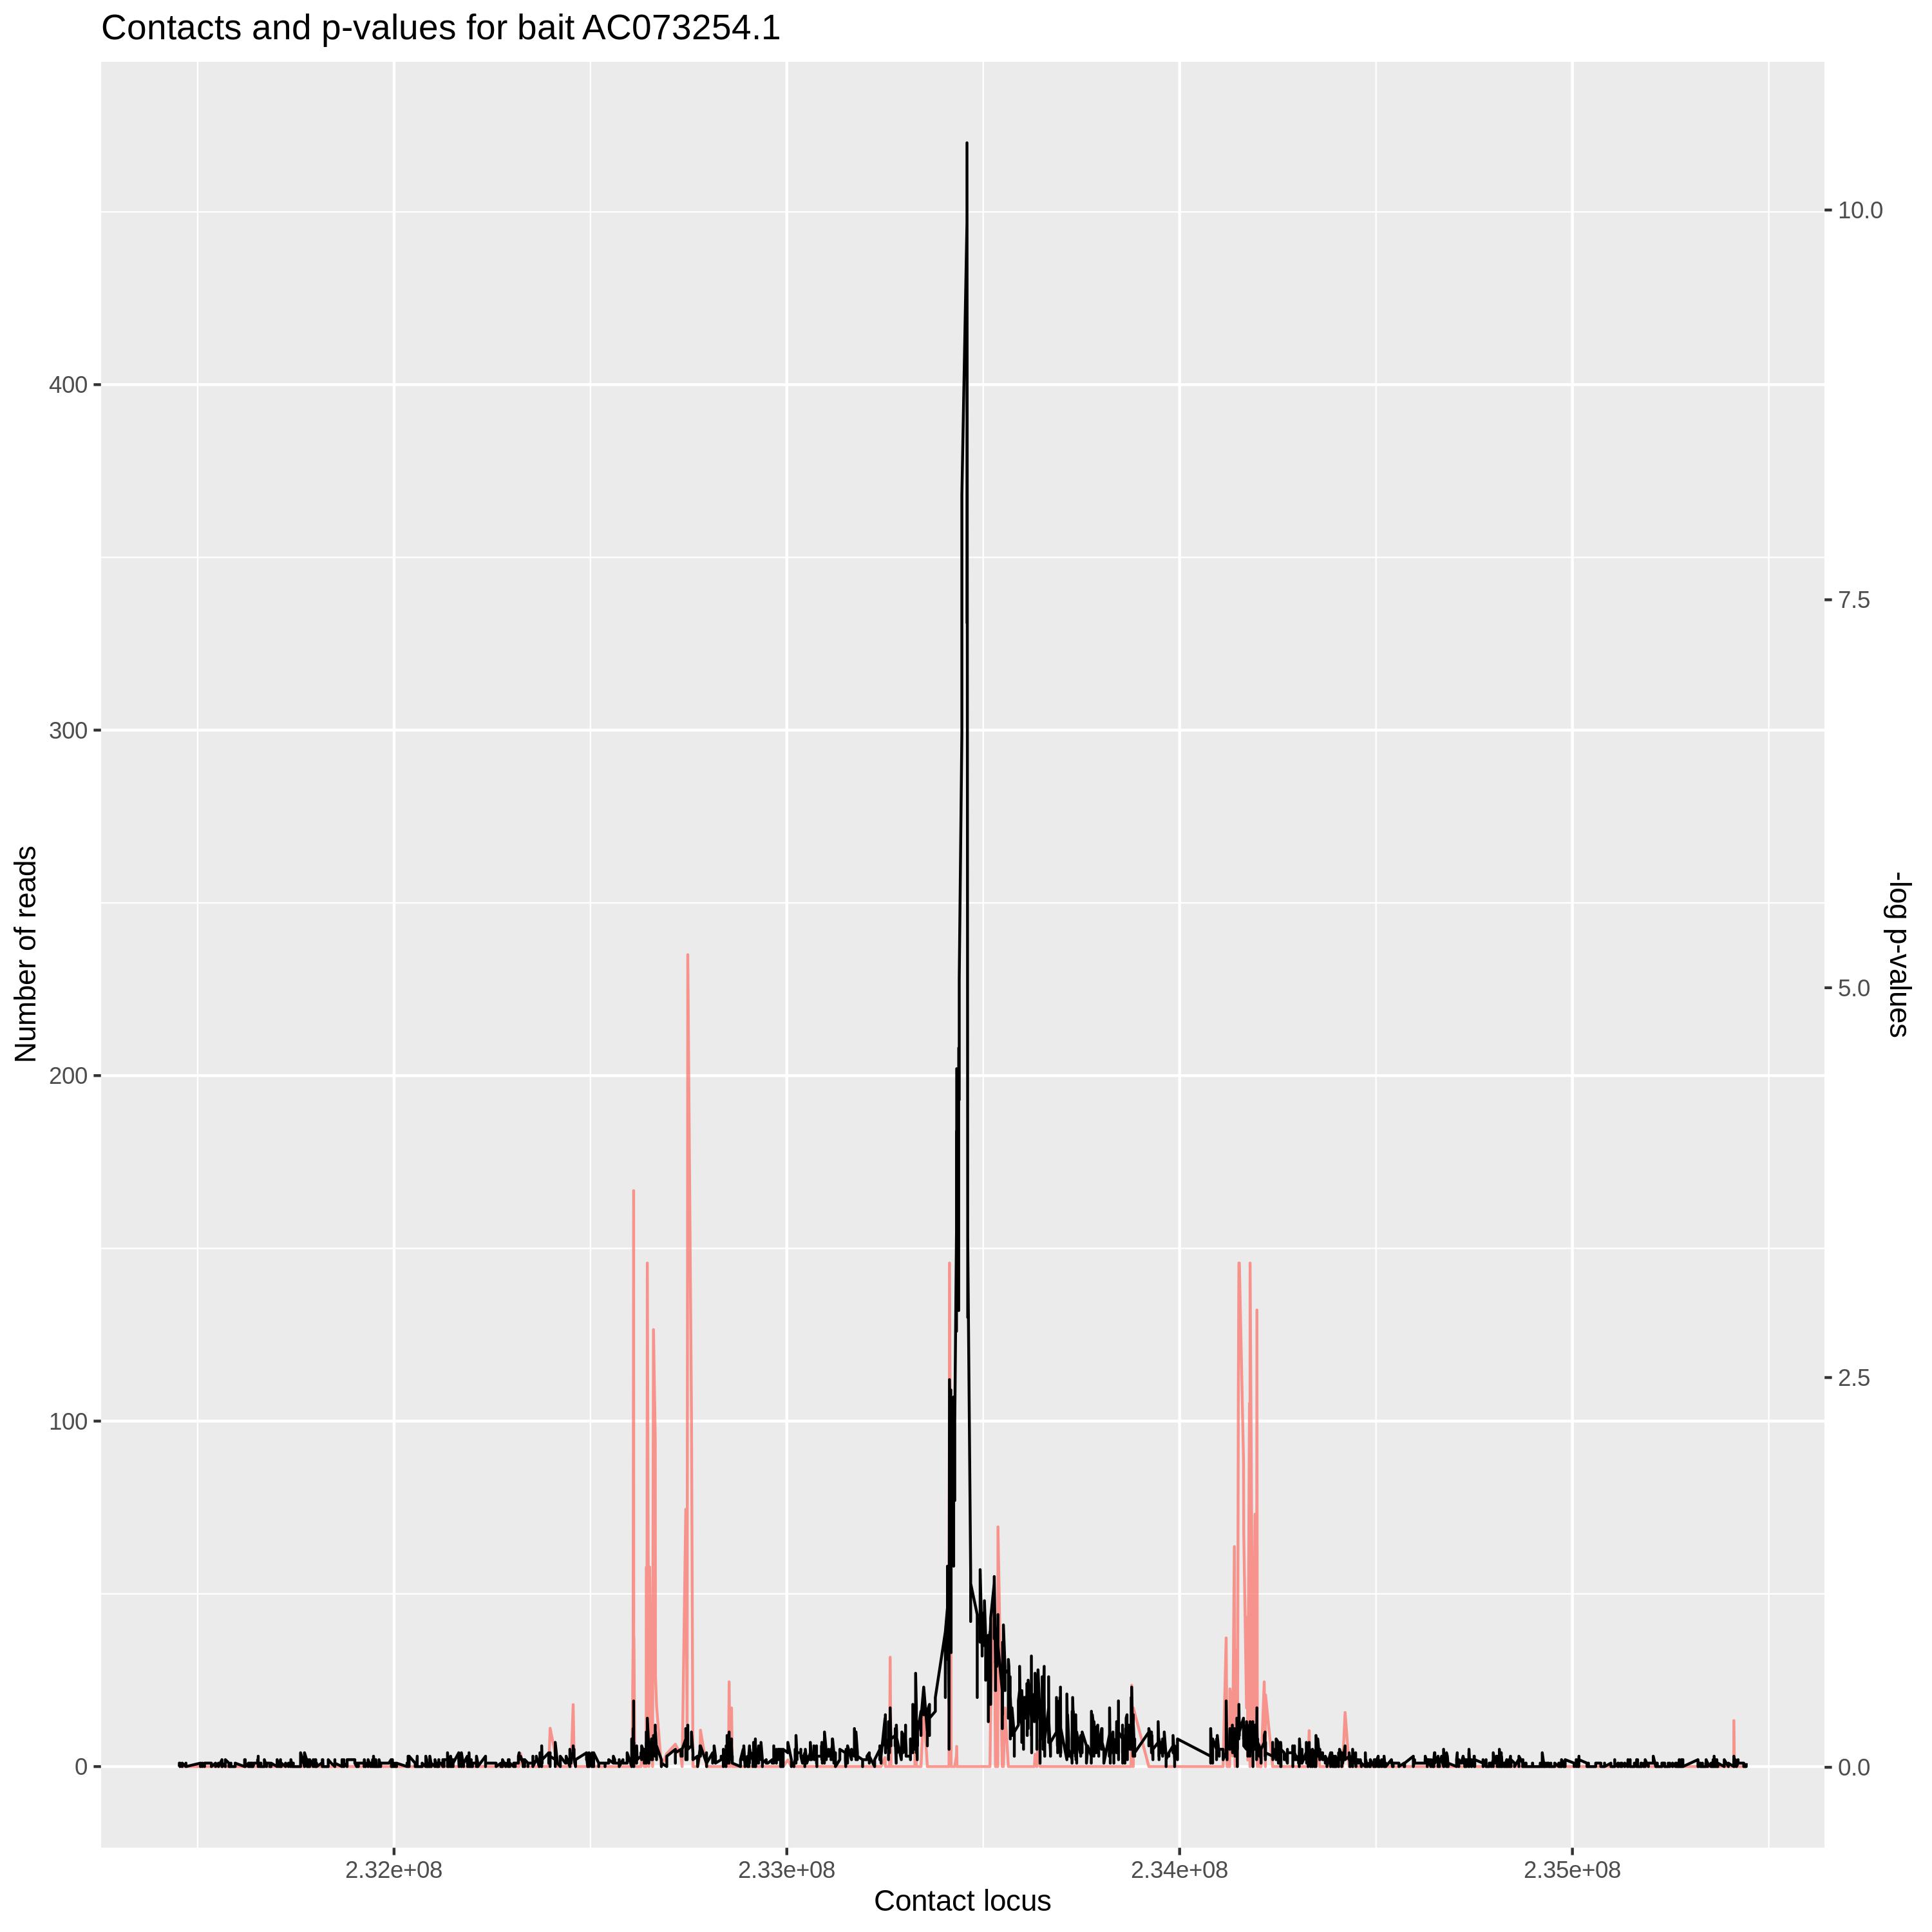 Contacts and p-values for bait AC073254.1
Number of reads
400
300
200
100
0
10.0
7.5
5.0
2.5
0.0
-log p-values
2.32e+08
2.33e+08
2.34e+08
2.35e+08
Contact locus